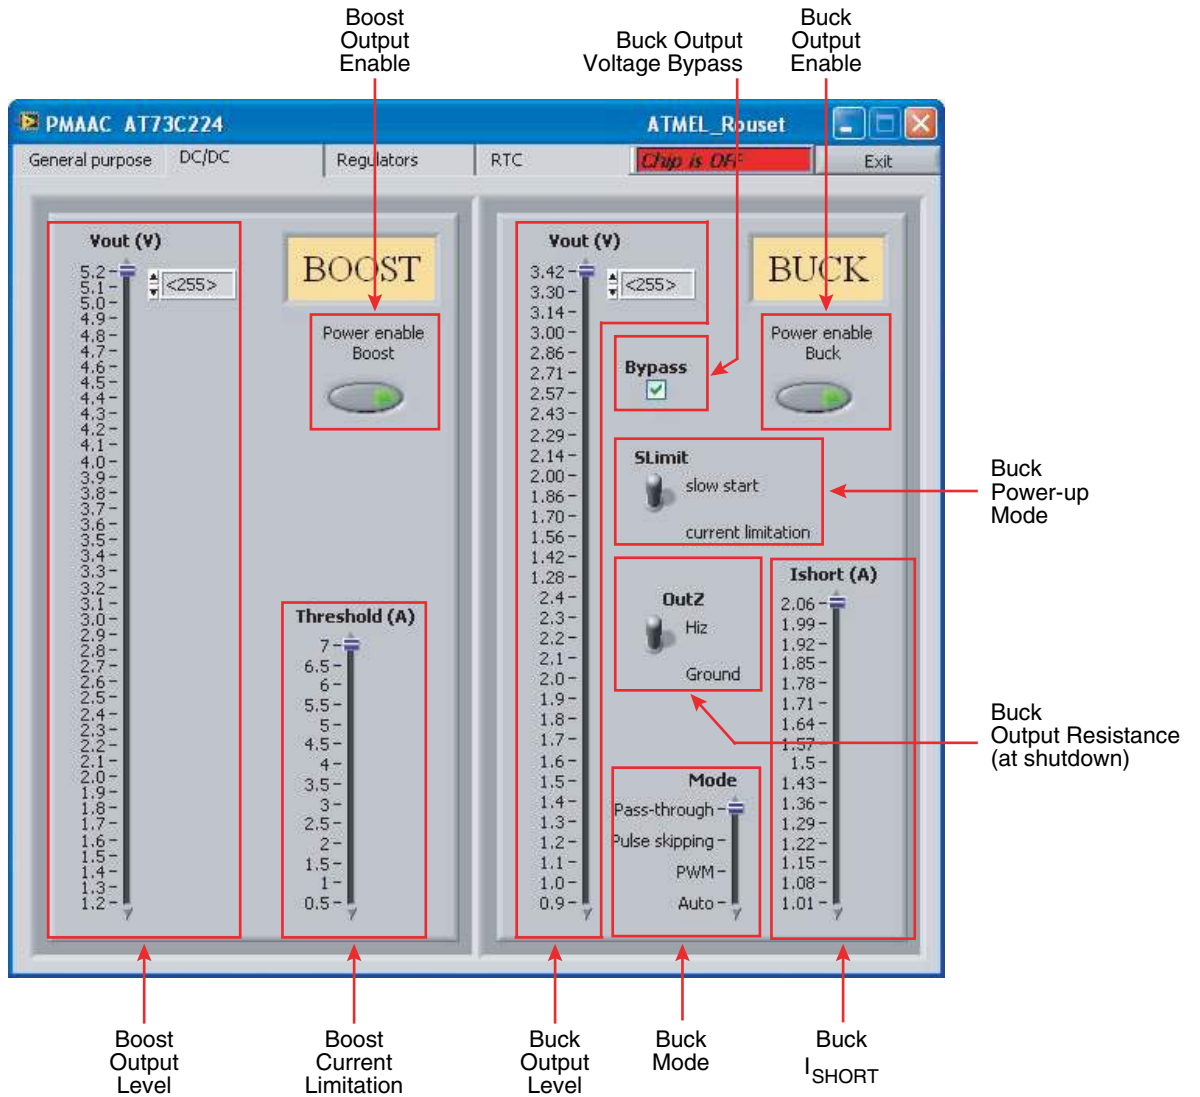 Boost
Output
Enable
Buck Output
Voltage Bypass
Buck
Output
Enable
PMAAC AT73C224
ATMEL_Rouset
General purpose
DC/DC
Regulators
RTC
Chip is OFF
Exit
Vout (V)
5.2
5.1
5.0
4.9
4.8
4.7
4.6
4.5
4.4
4.3
4.2
4.1
4.0
3.9
3.8
3.7
3.6
3.5
3.4
3.3
3.2
3.1
3.0
2.9
2.8
2.7
2.6
2.5
2.4
2.3
2.2
2.1
2.0
1.9
1.8
1.7
1.6
1.5
1.4
1.3
1.2
<255>
BOOST
Power enable
Boost
Threshold (A)
7
6.5
6
5.5
5
4.5
4
3.5
3
2.5
2
1.5
1
0.5
Vout (V)
3.42
3.30
3.14
3.00
2.86
2.71
2.57
2.43
2.29
2.14
2.00
1.86
1.70
1.56
1.42
1.28
2.4
2.3
2.2
2.1
2.0
1.9
1.8
1.7
1.6
1.5
1.4
1.3
1.2
1.1
1.0
0.9
<255>
BUCK
Power enable
Buck
Bypass
SLimit
slow start
current limitation
OutZ
Hiz
Ground
Mode
Pass-through
Pulse skipping
PWM
Auto
Ishort (A)
2.06
1.99
1.92
1.85
1.78
1.71
1.64
1.57
1.5
1.43
1.36
1.29
1.22
1.15
1.08
1.01
Buck
Power-up
Mode
Buck
Output Resistance
(at shutdown)
Boost
Output
Level
Boost
Current
Limitation
Buck
Output
Level
Buck
Mode
Buck
ISHORT